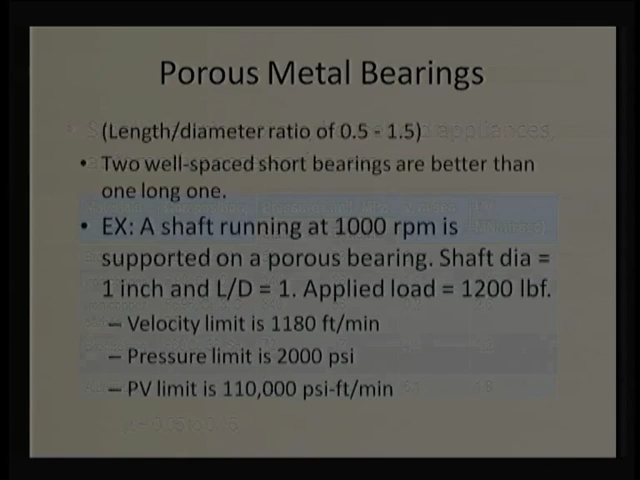 Porous Metal Bearings
(Length/diameter ratio of 0.5 - 1.5)
• Two well-spaced short bearings are better than
one long one.
• EX: A shaft running at 1000 rpm is
supported on a porous bearing. Shaft dia =
1 inch and L/D = 1. Applied load = 1200 lbf.
– Velocity limit is 1180 ft/min
– Pressure limit is 2000 psi
– PV limit is 110,000 psi-ft/min